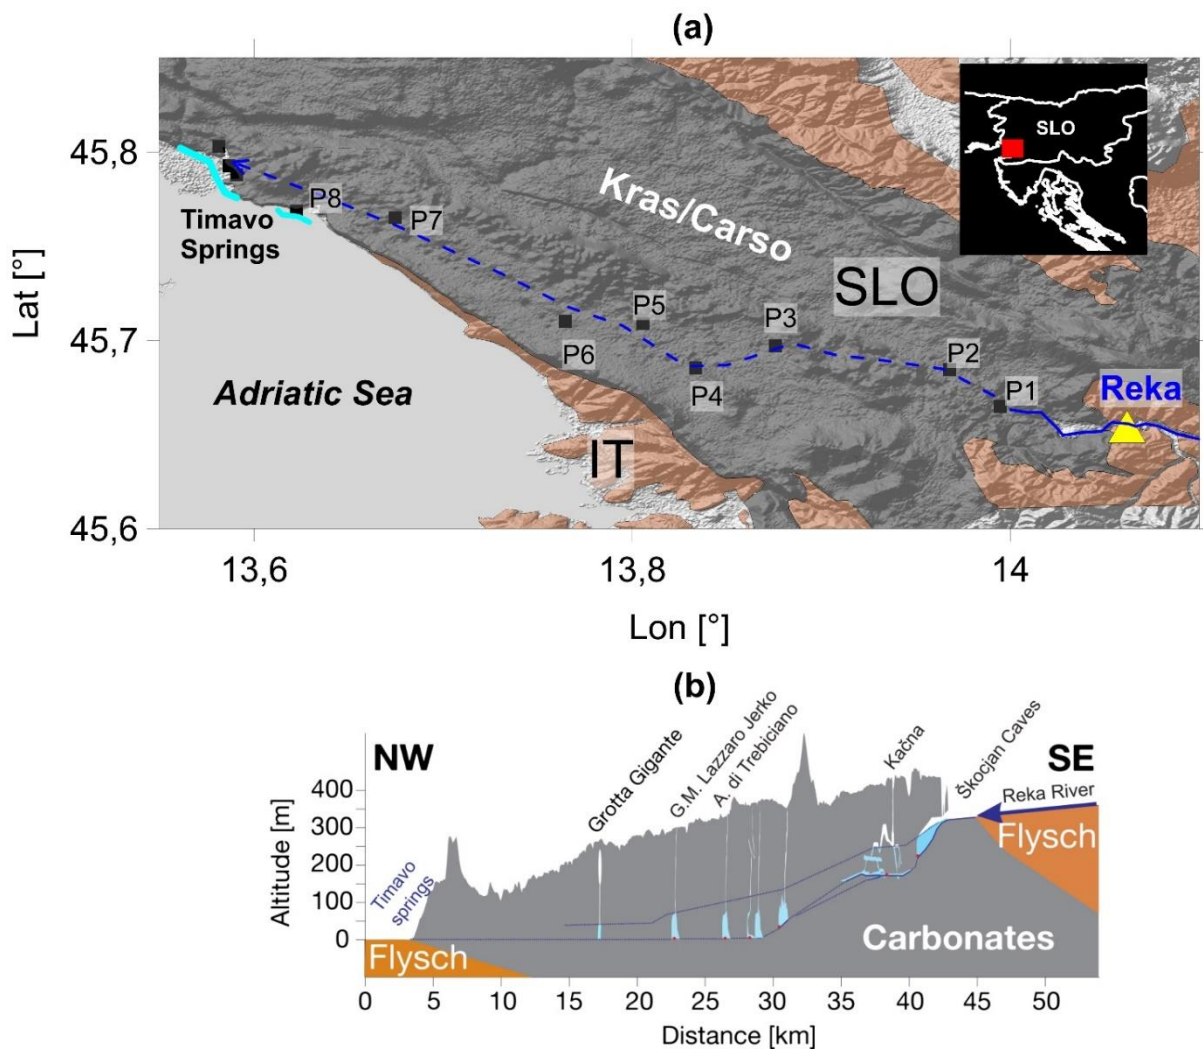 (a)
SLO
45,8
P8
P7
Timavo
Springs
Kras/Carso
SLO
Lat [°]
45,7
P5
P3
P2
P6
P4
P1
Reka
Adriatic Sea
IT
45,6
13,6
13,8
14
Lon [°]
(b)
NW
SE
Grotta Gigante
G.M. Lazzaro Jerko
A. di Trebiciano
Kačna
Škocjan Caves
Reka River
Flysch
Altitude [m]
400
300
200
100
0
Timavo
springs
Carbonates
Flysch
0
5
10
15
20
25
30
35
40
45
50
Distance [km]